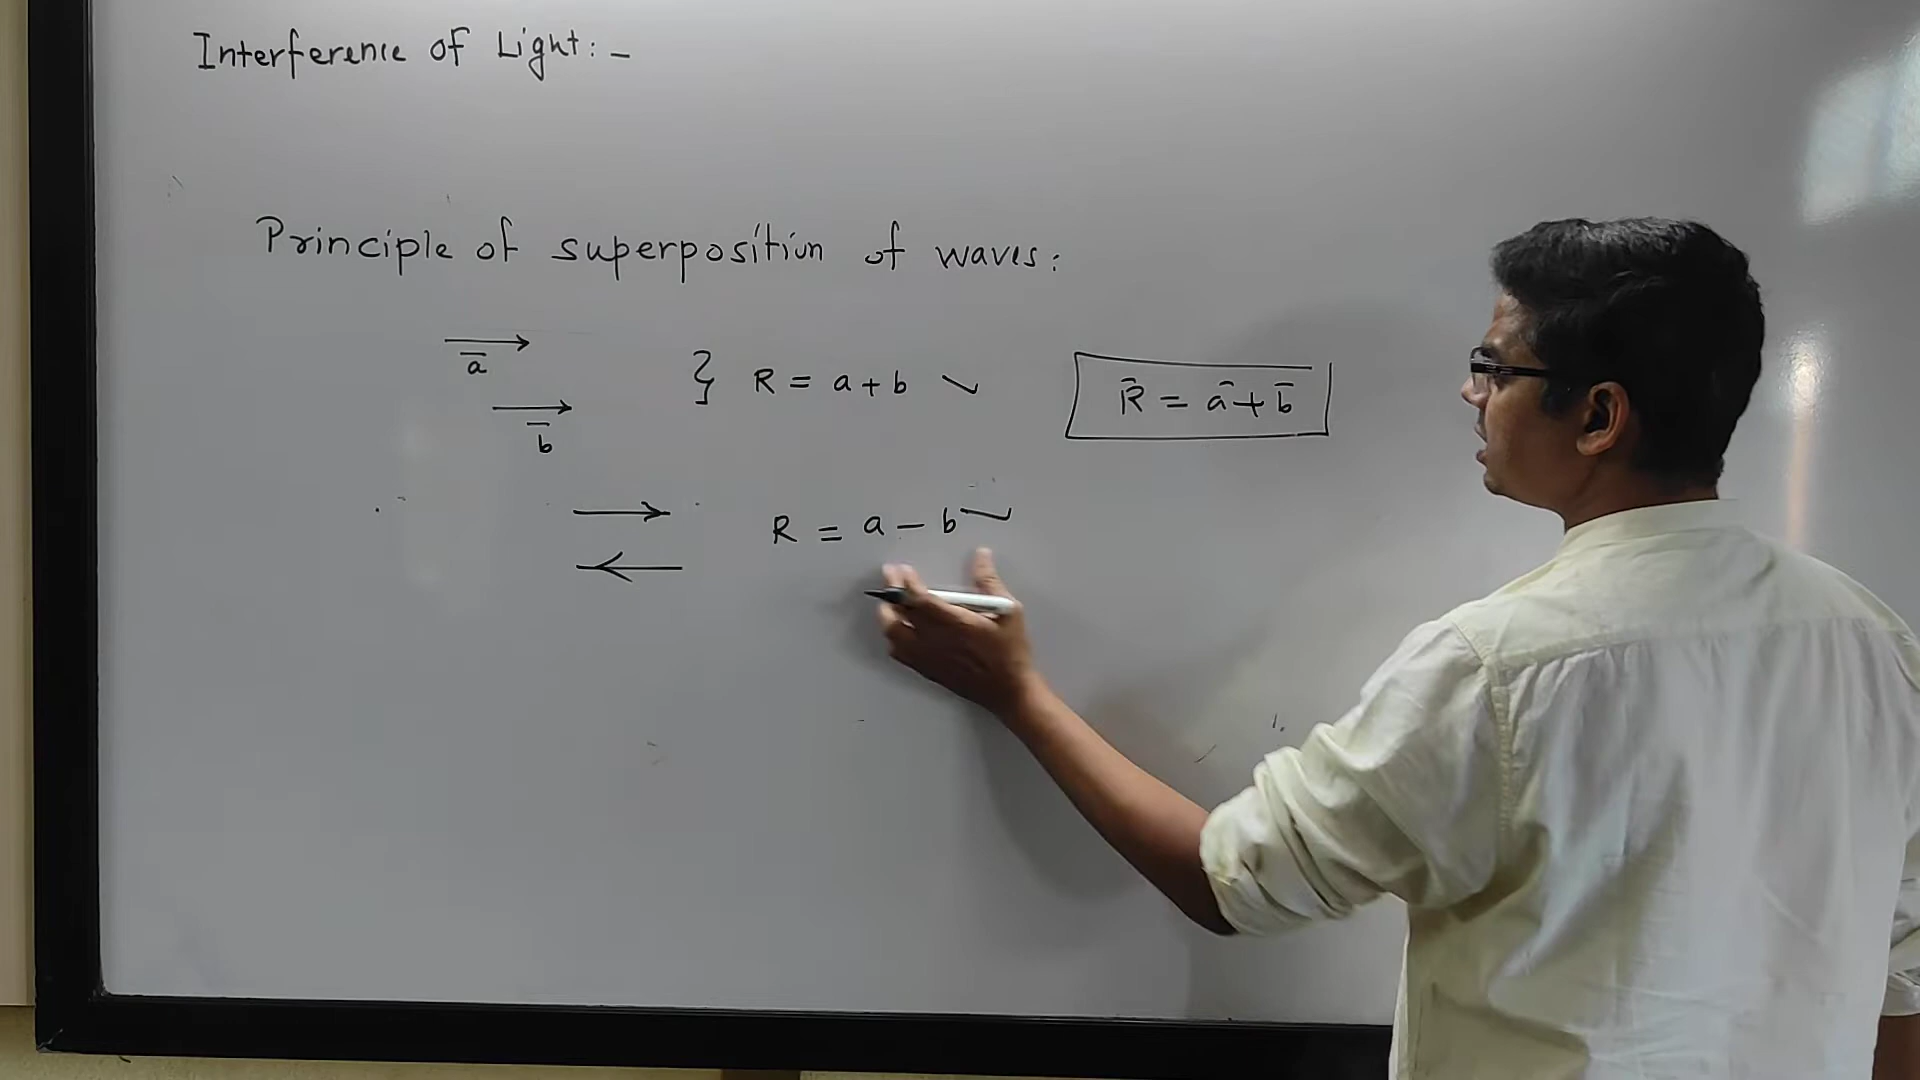 Interference of Light:-
Principle of superposition of waves:
a̅
} R = a + b
R̅ = a̅ + b̅
b̅
R = a - b